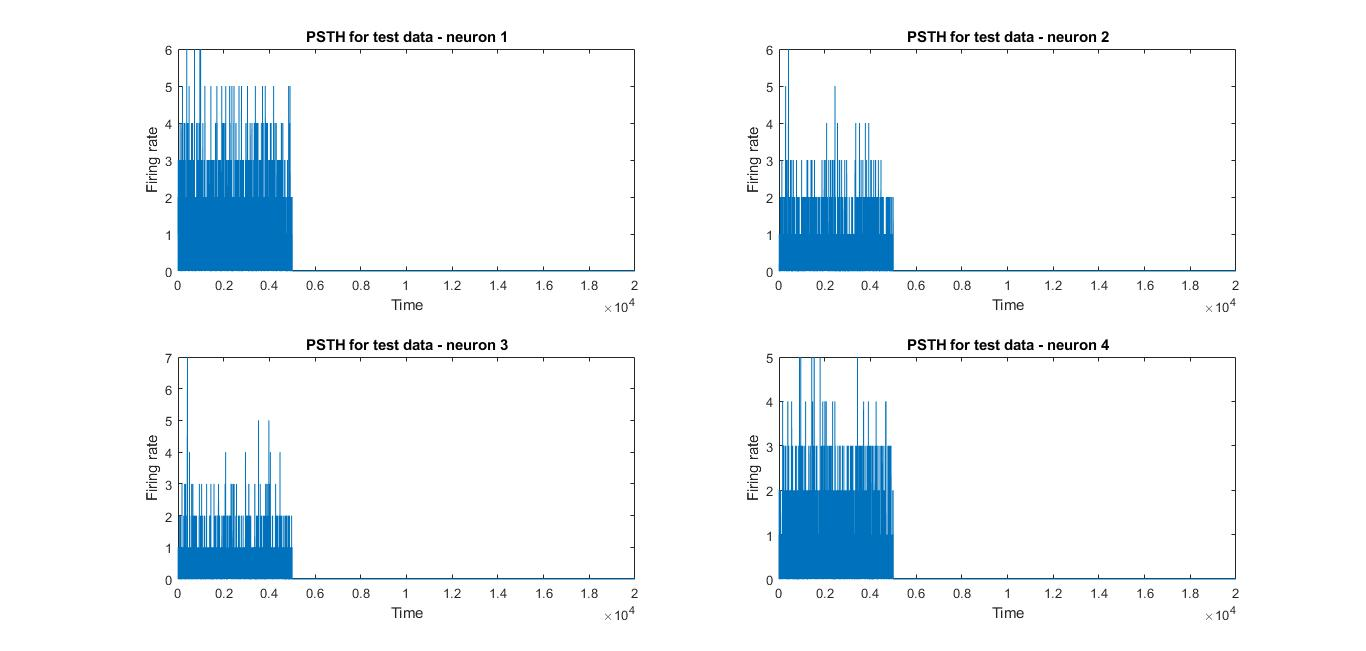 PSTH for test data - neuron 1
6
5
4
3
2
1
0
Firing rate
0 0.2 0.4 0.6 0.8 1 1.2 1.4 1.6 1.8 2
Time
×10⁴
PSTH for test data - neuron 2
6
5
4
3
2
1
0
Firing rate
0 0.2 0.4 0.6 0.8 1 1.2 1.4 1.6 1.8 2
Time
×10⁴
PSTH for test data - neuron 3
7
6
5
4
3
2
1
0
Firing rate
0 0.2 0.4 0.6 0.8 1 1.2 1.4 1.6 1.8 2
Time
×10⁴
PSTH for test data - neuron 4
5
4
3
2
1
0
Firing rate
0 0.2 0.4 0.6 0.8 1 1.2 1.4 1.6 1.8 2
Time
×10⁴